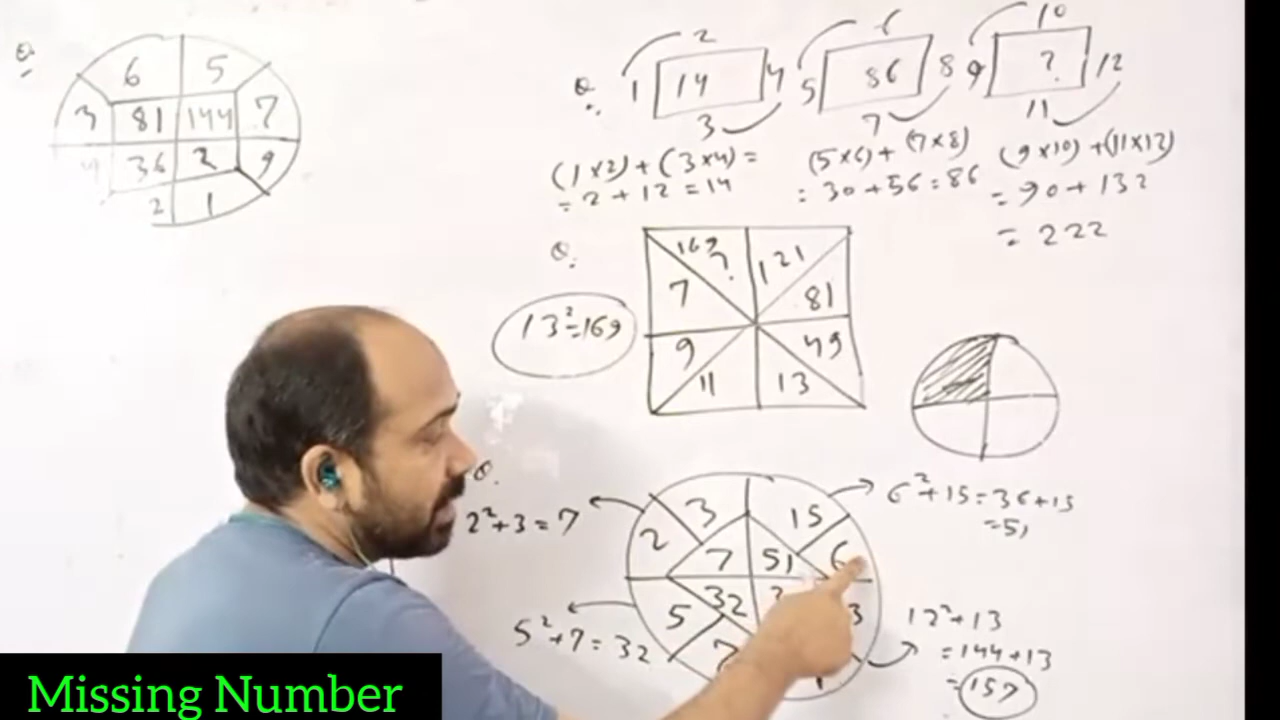 Q.
6 5
3 81 144 7
4 36 2 9
2 1
Q.
2
1 14 4
3
6
5 86 8
7
10
9 ? 12
11
(1×2) + (3×4) =
= 2 + 12 = 14
(5×6) + (7×8)
= 30 + 56 = 86
(9×10) + (11×12)
= 90 + 132
= 222
Q.
169 ? 121
7 81
9 49
11 13
13² = 169
Q.
3 15
2 7 51 6
5 32
2² + 3 = 7
6² + 15 = 36 + 15
= 51
5² + 7 = 32
12² + 13
= 144 + 13
= 157
Missing Number